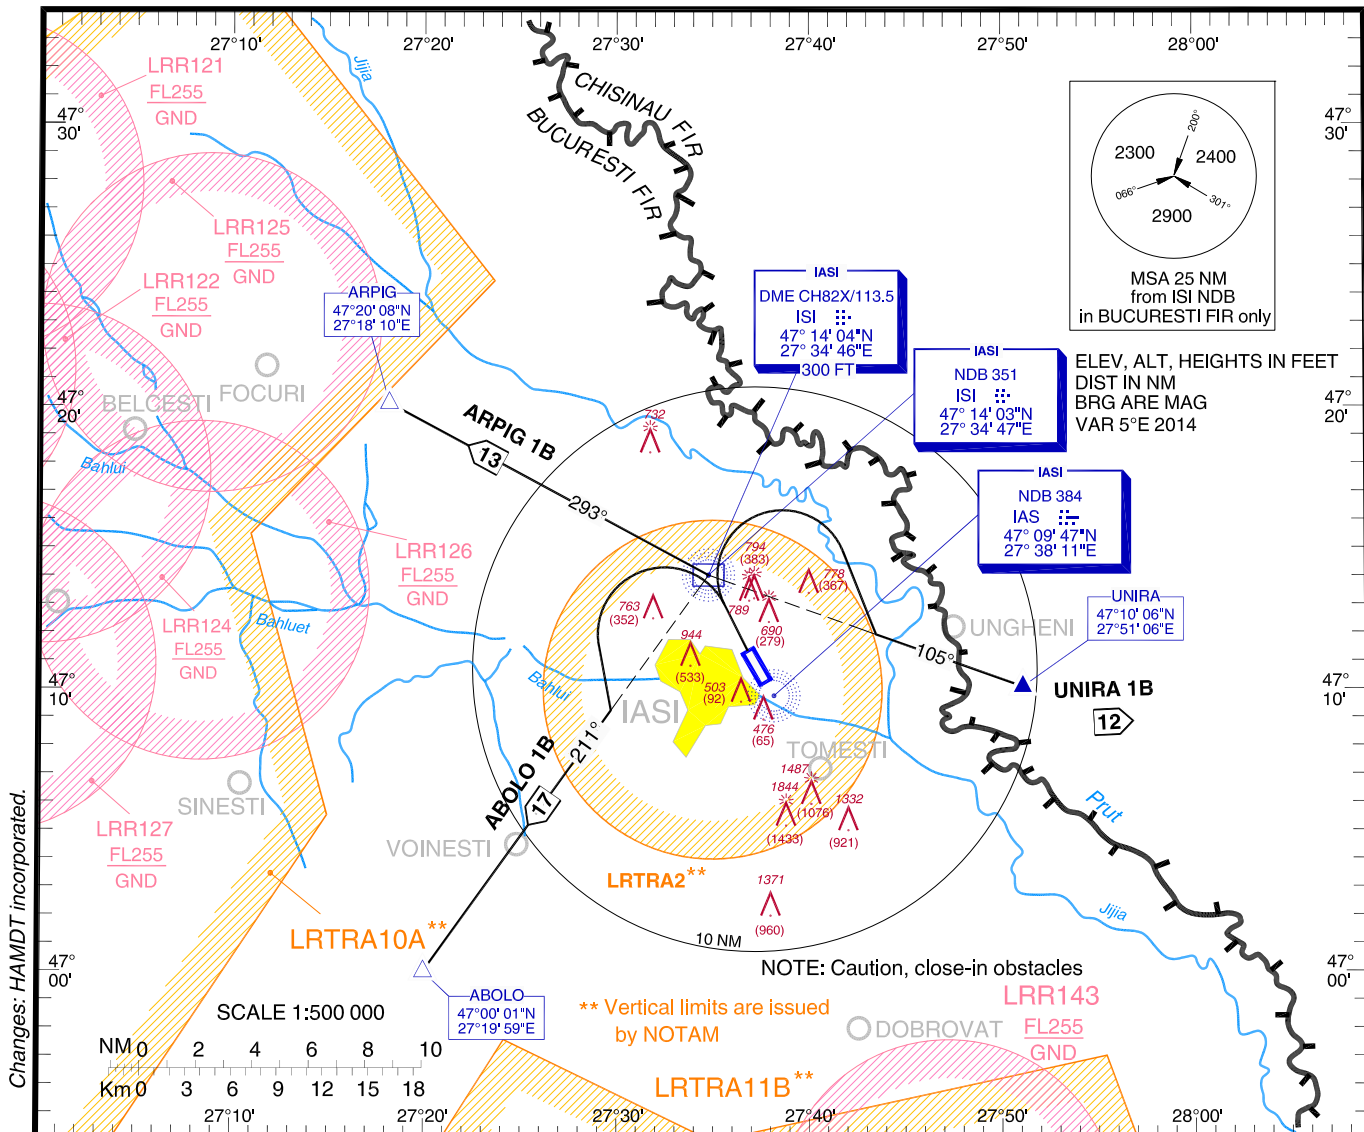 27°10'
27°20'
27°30'
27°40'
27°50'
28°00'
47°
30'
47°
30'
LRR121
FL255
GND
Jijia
CHISINAU FIR
BUCURESTI FIR
200°
2300
2400
066°
301°
2900
MSA 25 NM
from ISI NDB
in BUCURESTI FIR only
LRR125
FL255
GND
LRR122
FL255
GND
ARPIG
47°20' 08"N
27°18' 10"E
IASI
DME CH82X/113.5
ISI
47° 14' 04"N
27° 34' 46"E
300 FT
IASI
NDB 351
ISI
47° 14' 03"N
27° 34' 47"E
ELEV, ALT, HEIGHTS IN FEET
DIST IN NM
BRG ARE MAG
VAR 5°E 2014
FOCURI
BELCESTI
47°
20'
47°
20'
Bahlui
ARPIG 1B
13
293°
732
IASI
NDB 384
IAS
47° 09' 47"N
27° 38' 11"E
LRR126
FL255
GND
794
(383)
789
778
(367)
763
(352)
690
(279)
944
(533)
503
(92)
476
(65)
UNIRA
47°10' 06"N
27°51' 06"E
UNGHENI
105°
UNIRA 1B
12
LRR124
FL255
GND
Bahluet
Bahlui
IASI
47°
10'
47°
10'
TOMESTI
211°
ABOLO 1B
17
1487
(1076)
1844
(1433)
1332
(921)
SINESTI
LRR127
FL255
GND
VOINESTI
Prut
LRTRA2**
1371
(960)
10 NM
Jijia
LRTRA10A**
NOTE: Caution, close-in obstacles
47°
00'
47°
00'
ABOLO
47°00' 01"N
27°19' 59"E
SCALE 1:500 000
** Vertical limits are issued
by NOTAM
LRR143
FL255
GND
DOBROVAT
NM 0 2 4 6 8 10
Km 0 3 6 9 12 15 18
LRTRA11B**
27°10'
27°20'
27°30'
27°40'
27°50'
28°00'
Changes: HAMDT incorporated.